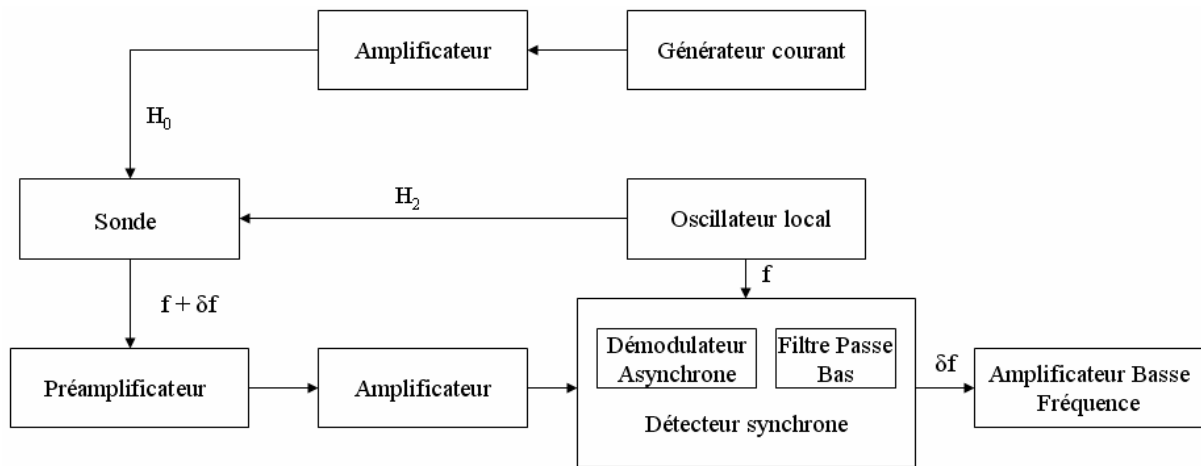 Amplificateur
Générateur courant
H₀
Sonde
H₂
Oscillateur local
f
f + δf
Préamplificateur
Amplificateur
Démodulateur
Asynchrone
Filtre Passe
Bas
Détecteur synchrone
δf
Amplificateur Basse
Fréquence